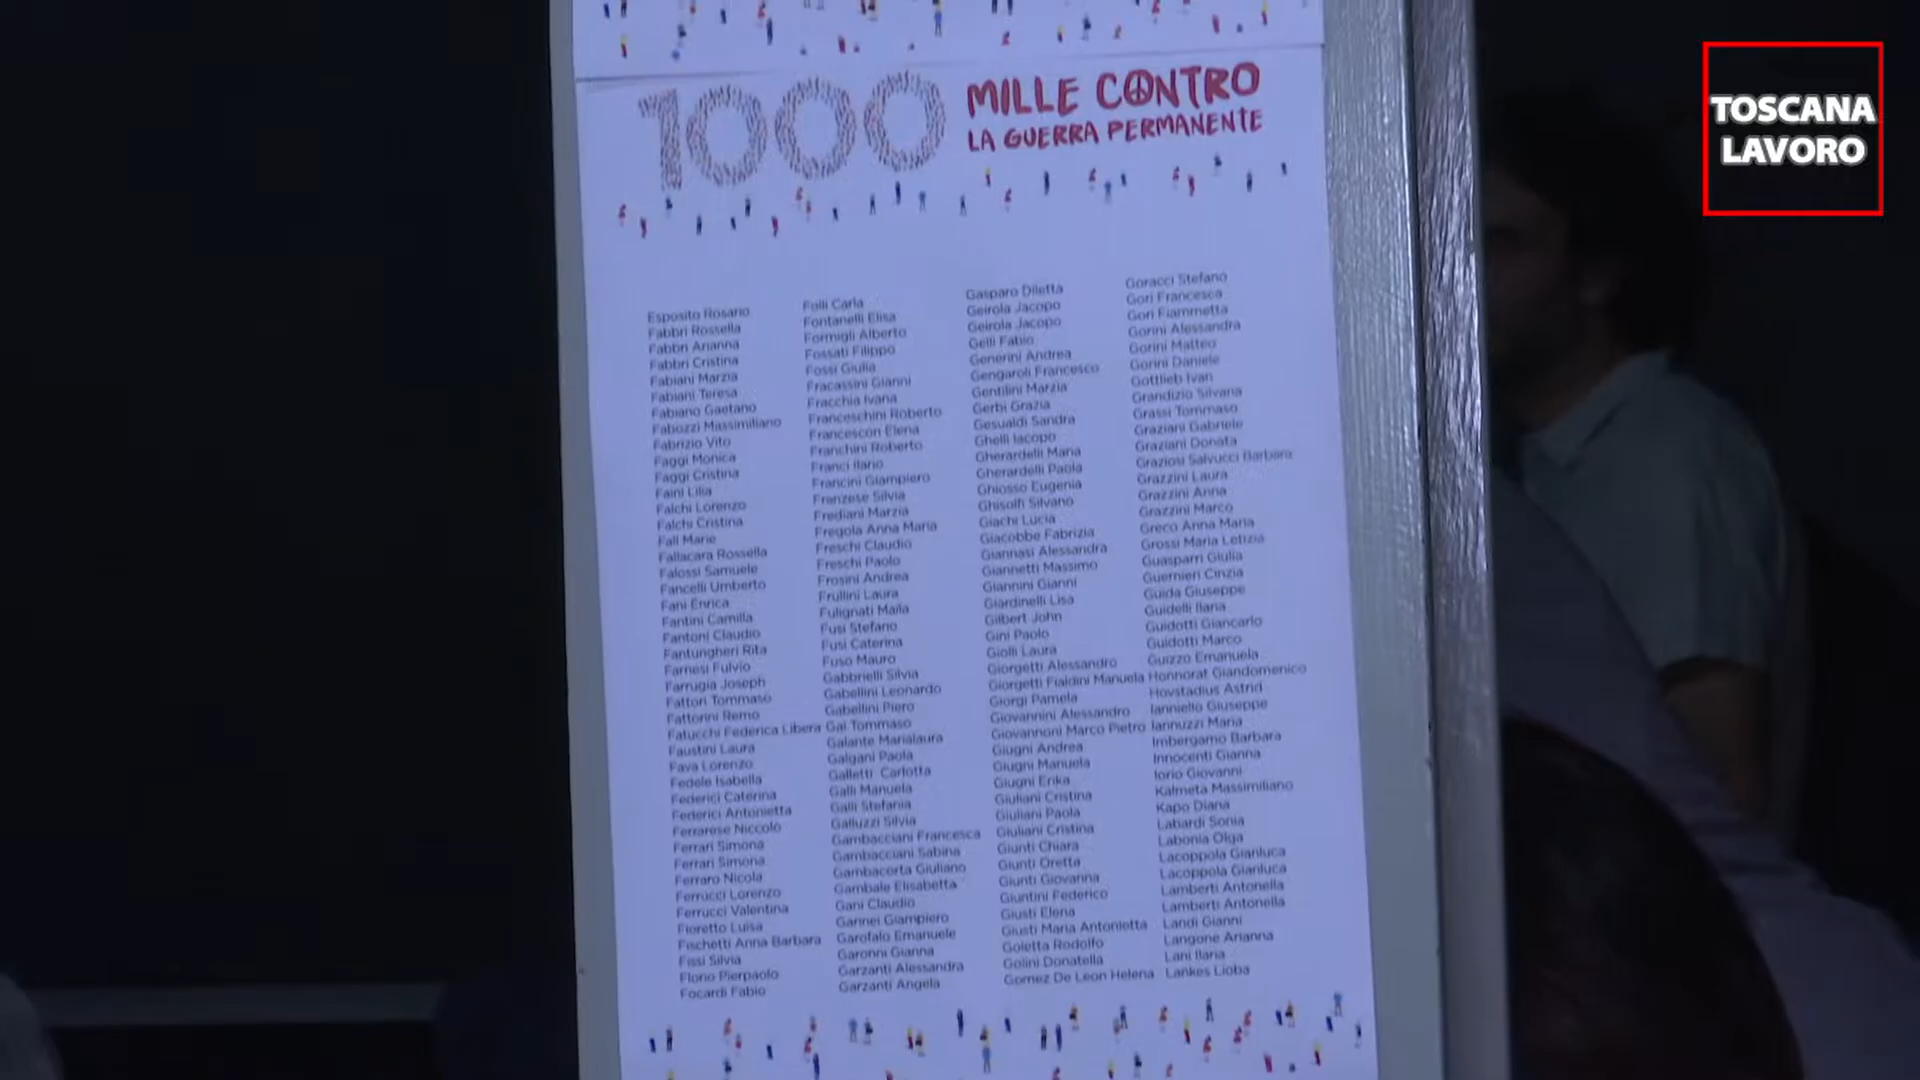 1000
MILLE CONTRO
LA GUERRA PERMANENTE
TOSCANA
LAVORO
Esposito Rosario
Fabbri Rossella
Fabbri Arianna
Fabbri Cristina
Fabiani Marzia
Fabiani Teresa
Fabiano Gaetano
Fabozzi Massimiliano
Fabrizio Vito
Faggi Monica
Faggi Cristina
Faini Lilia
Falchi Lorenzo
Falchi Cristina
Fall Marie
Fallacara Rossella
Falossi Samuele
Fancelli Umberto
Fani Enrica
Fantini Camilla
Fantoni Claudio
Fantungheri Rita
Farnesi Fulvio
Farrugia Joseph
Fattori Tommaso
Fattorini Remo
Fatucchi Federica Libera
Faustini Laura
Fava Lorenzo
Fedele Isabella
Federici Caterina
Federici Antonietta
Ferrarese Niccolo
Ferrari Simona
Ferrari Simona
Ferraro Nicola
Ferrucci Lorenzo
Ferrucci Valentina
Fioretto Luisa
Fischetti Anna Barbara
Fissi Silvia
Florio Pierpaolo
Focardi Fabio
Folli Carla
Fontanelli Elisa
Formigli Alberto
Fossati Filippo
Fossi Giulia
Fracassini Gianni
Fracchia Ivana
Franceschini Roberto
Francescon Elena
Franchini Roberto
Franci Ilario
Francini Giampiero
Franzese Silvia
Frediani Marzia
Fregola Anna Maria
Freschi Claudio
Freschi Paolo
Frosini Andrea
Frullini Laura
Fulignati Maila
Fusi Stefano
Fusi Caterina
Fuso Mauro
Gabbrielli Silvia
Gabellini Leonardo
Gabellini Piero
Gai Tommaso
Galante Marialaura
Galgani Paola
Galletti Carlotta
Galli Manuela
Galli Stefania
Galluzzi Silvia
Gambacciani Francesca
Gambacciani Sabina
Gambacorta Giuliano
Gambale Elisabetta
Gani Claudio
Gannei Giampiero
Garofalo Emanuele
Garonni Gianna
Garzanti Alessandra
Garzanti Angela
Gasparo Diletta
Geirola Jacopo
Geirola Jacopo
Gelli Fabio
Generini Andrea
Gengaroli Francesco
Gentilini Marzia
Gerbi Grazia
Gesualdi Sandra
Ghelli Iacopo
Gherardelli Maria
Gherardelli Paola
Ghiosso Eugenia
Ghisolfi Silvano
Giachi Lucia
Giacobbe Fabrizia
Giannasi Alessandra
Giannetti Massimo
Giannini Gianni
Giardinelli Lisa
Gilbert John
Gini Paolo
Giolli Laura
Giorgetti Alessandro
Giorgetti Fialdini Manuela
Giorgi Pamela
Giovannini Alessandro
Giovannoni Marco Pietro
Giugni Andrea
Giugni Manuela
Giugni Erika
Giuliani Cristina
Giuliani Paola
Giuliani Cristina
Giunti Chiara
Giunti Oretta
Giunti Giovanna
Giuntini Federico
Giusti Elena
Giusti Maria Antonietta
Goletta Rodolfo
Golini Donatella
Gomez De Leon Helena
Goracci Stefano
Gori Francesca
Gori Fiammetta
Gorini Alessandra
Gorini Matteo
Gorini Daniele
Gottlieb Ivan
Grandizio Silvana
Grassi Tommaso
Graziani Gabriele
Graziani Donata
Graziosi Salvucci Barbara
Grazzini Laura
Grazzini Anna
Grazzini Marco
Greco Anna Maria
Grossi Maria Letizia
Guasparri Giulia
Guernieri Cinzia
Guida Giuseppe
Guidelli Ilaria
Guidotti Giancarlo
Guidotti Marco
Guizzo Emanuela
Honnorat Giandomenico
Hovstadius Astrid
Ianniello Giuseppe
Iannuzzi Maria
Imbergamo Barbara
Innocenti Gianna
Iorio Giovanni
Kalmeta Massimiliano
Kapo Diana
Labardi Sonia
Labonia Olga
Lacoppola Gianluca
Lacoppola Gianluca
Lamberti Antonella
Lamberti Antonella
Landi Gianni
Langone Arianna
Lani Ilaria
Lankes Lioba